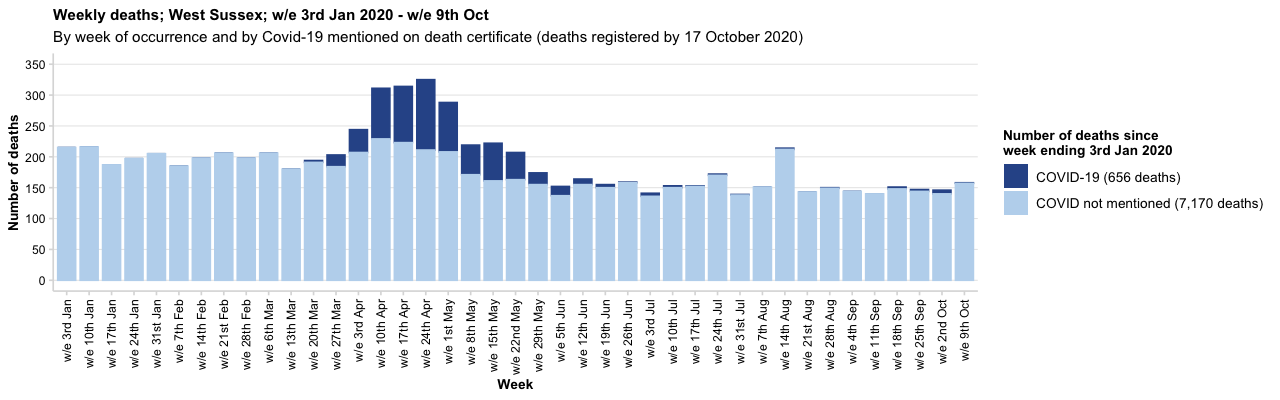 Weekly deaths; West Sussex; w/e 3rd Jan 2020 - w/e 9th Oct
By week of occurrence and by Covid-19 mentioned on death certificate (deaths registered by 17 October 2020)
Number of deaths
350
300
250
200
150
100
50
0
w/e 3rd Jan
w/e 10th Jan
w/e 17th Jan
w/e 24th Jan
w/e 31st Jan
w/e 7th Feb
w/e 14th Feb
w/e 21st Feb
w/e 28th Feb
w/e 6th Mar
w/e 13th Mar
w/e 20th Mar
w/e 27th Mar
w/e 3rd Apr
w/e 10th Apr
w/e 17th Apr
w/e 24th Apr
w/e 1st May
w/e 8th May
w/e 15th May
w/e 22nd May
w/e 29th May
w/e 5th Jun
w/e 12th Jun
w/e 19th Jun
w/e 26th Jun
w/e 3rd Jul
w/e 10th Jul
w/e 17th Jul
w/e 24th Jul
w/e 31st Jul
w/e 7th Aug
w/e 14th Aug
w/e 21st Aug
w/e 28th Aug
w/e 4th Sep
w/e 11th Sep
w/e 18th Sep
w/e 25th Sep
w/e 2nd Oct
w/e 9th Oct
Week
Number of deaths since
week ending 3rd Jan 2020
COVID-19 (656 deaths)
COVID not mentioned (7,170 deaths)